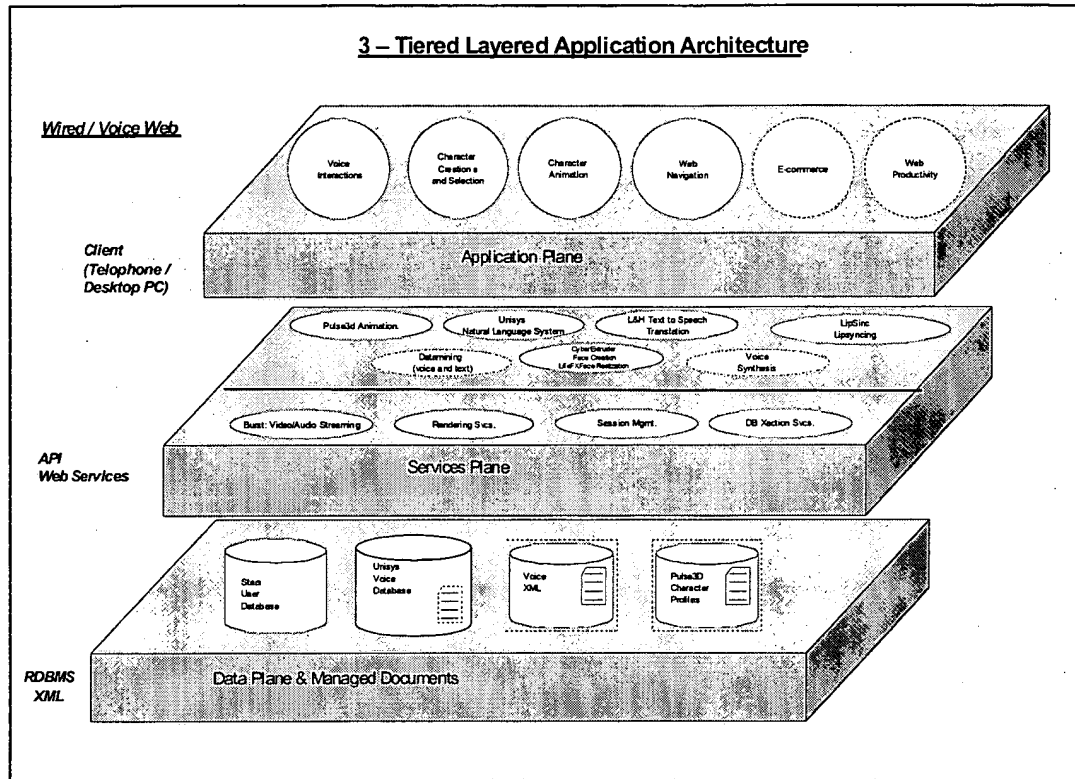 3 – Tiered Layered Application Architecture
Wired / Voice Web
Voice
Interactions
Character
Creation s
and Selection
Character
Animation
Web
Navigation
E-commerce
Web
Productivity
Client
(Telophone /
Desktop PC)
Application Plane
Pulse3d Animation.
Unisys
Natural Language System
L&H Text to Speech
Translation
LipSinc
Lipsyncing
Datamining
(voice and text)
CyberExtruder
Face Creation
LifeFX Face Realization
Voice
Synthesis
Burst: Video/Audio Streaming
Rendering Svcs.
Session Mgmt.
DB Xaction Svcs.
API
Web Services
Services Plane
User
Database
Unisys
Voice
Database
Voice
XML
Pulse3D
Character
Profiles
RDBMS
XML
Data Plane & Managed Documents